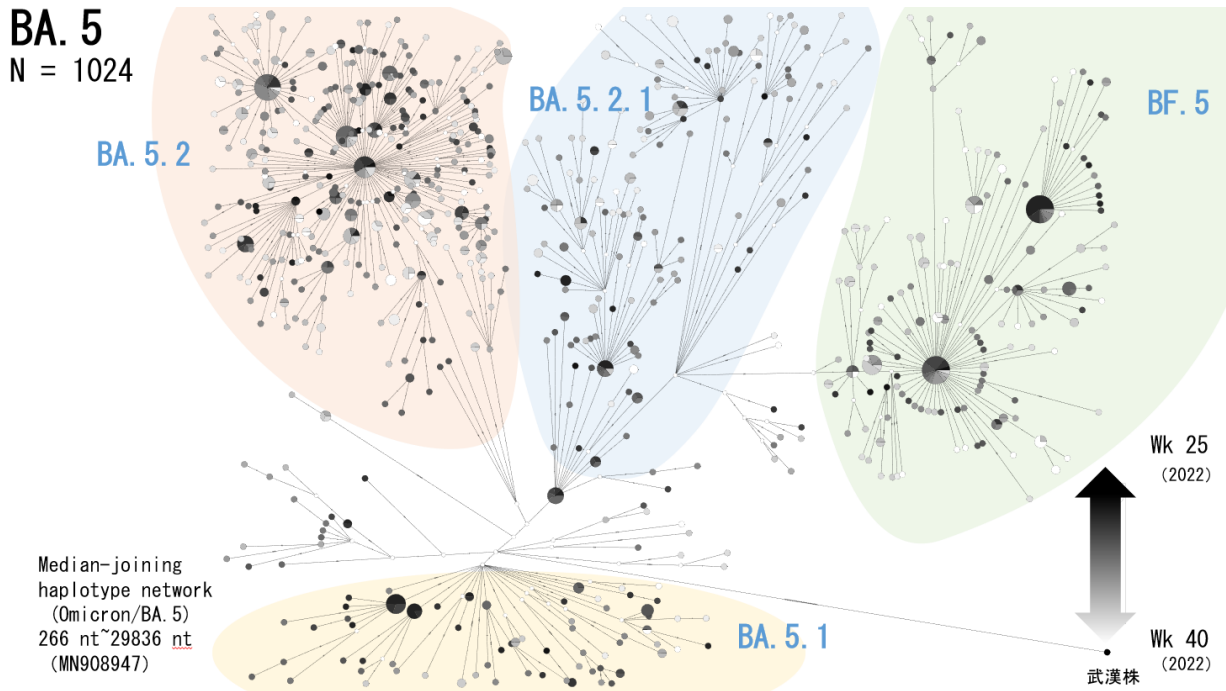 BA.5
N = 1024
BA.5.2
BA.5.2.1
BF.5
Wk 25
(2022)
Median-joining
haplotype network
(Omicron/BA.5)
266 nt~29836 nt
(MN908947)
BA.5.1
Wk 40
(2022)
武漢株